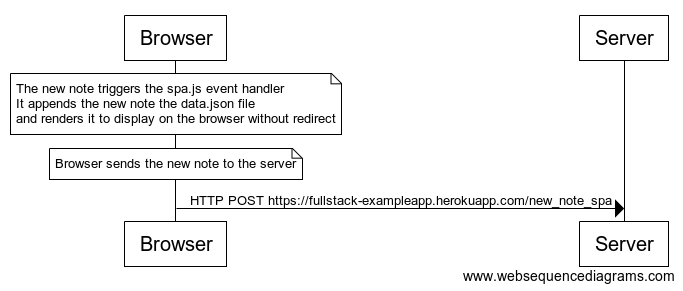 Browser
Server
The new note triggers the spa.js event handler
It appends the new note the data.json file
and renders it to display on the browser without redirect
Browser sends the new note to the server
HTTP POST https://fullstack-exampleapp.herokuapp.com/new_note_spa
Browser
Server
www.websequencediagrams.com